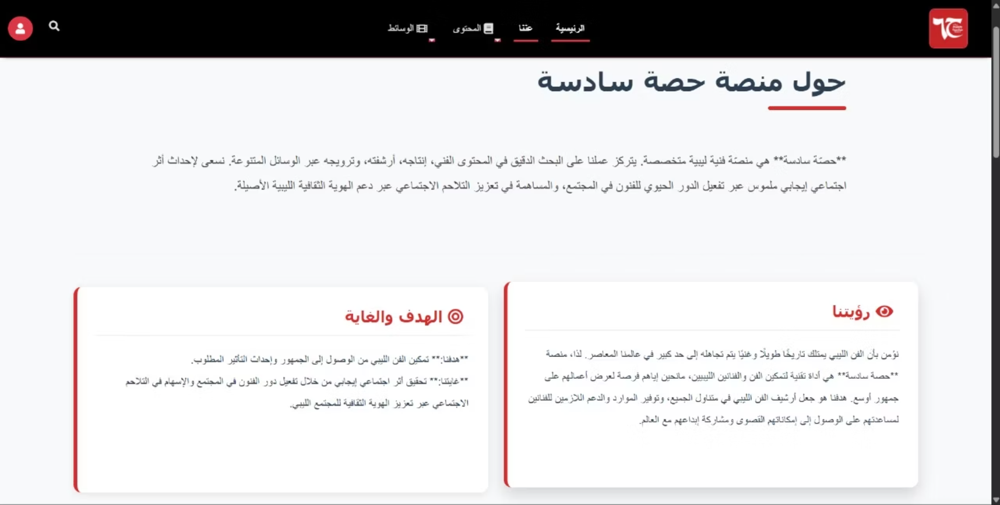 الرئيسية
عنّنا
المحتوى
الوسائط
حول منصة حصة سادسة
**حصتة سادسة** هي منصتة فنية ليبية متخصصة. يتركز عملنا على البحث الدقيق في المحتوى الفني، إنتاجه، أرشفته، وترويجه عبر الوسائل المتنوعة. نسعى لإحداث أثر
اجتماعي إيجابي ملموس عبر تفعيل الدور الحيوي للفنون في المجتمع، والمساهمة في تعزيز التلاحم الاجتماعي عبر دعم الهوية الثقافية الليبية الأصيلة.
رؤيتنا
نؤمن بأن الفن الليبي يمتلك تاريخًا طويلًا وغنيًا يتم تجاهله إلى حد كبير في عالمنا المعاصر. لذا، منصة
**حصة سادسة** هي أداة تقنية لتمكين الفن والفنانين الليبيين، مانحين إياهم فرصة لعرض أعمالهم على
جمهور أوسع. هدفنا هو جعل أرشيف الفن الليبي في متناول الجميع، وتوفير الموارد والدعم اللازمين للفنانين
لمساعدتهم على الوصول إلى إمكاناتهم القصوى ومشاركة إبداعهم مع العالم.
الهدف والغاية
**هدفنا:** تمكين الفن الليبي من الوصول إلى الجمهور وإحداث التأثير المطلوب.
**غايتنا:** تحقيق أثر اجتماعي إيجابي من خلال تفعيل دور الفنون في المجتمع والإسهام في التلاحم
الاجتماعي عبر تعزيز الهوية الثقافية للمجتمع الليبي.